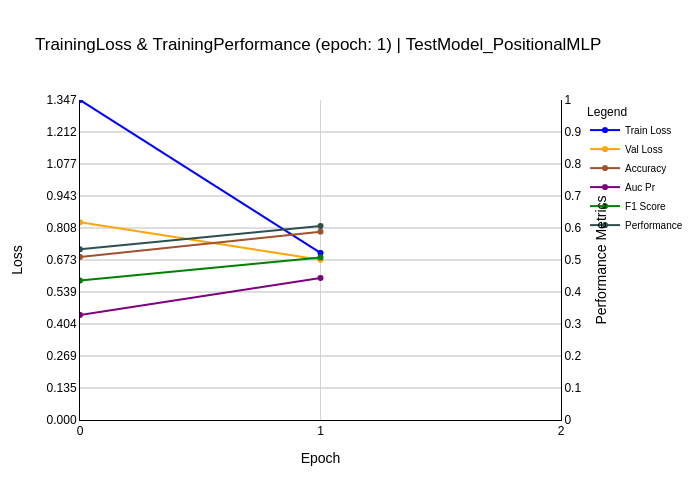 TrainingLoss & TrainingPerformance (epoch: 1) | TestModel_PositionalMLP
1.347
1.212
1.077
0.943
0.808
0.673
0.539
0.404
0.269
0.135
0.000
Loss
0
1
2
Epoch
1
0.9
0.8
0.7
0.6
0.5
0.4
0.3
0.2
0.1
0
Performance Metrics
Legend
Train Loss
Val Loss
Accuracy
Auc Pr
F1 Score
Performance